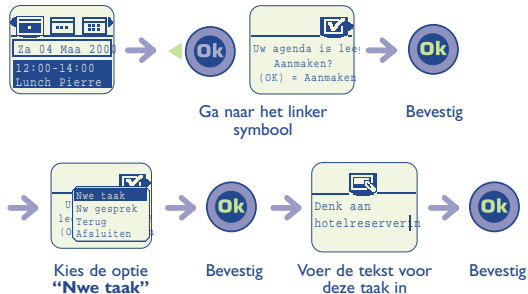 Za 04 Maa 200
12:00-14:00
Lunch Pierre
Ok
Uw agenda is lee
Aanmaken?
(OK) = Aanmaken
Ok
Ga naar het linker
symbool
Bevestig
U
lee
(O
Nwe taak
Nw gesprek
Terug
Afsluiten
n
Ok
Denk aan
hotelreserverin
Ok
Kies de optie
“Nwe taak”
Bevestig
Voer de tekst voor
deze taak in
Bevestig